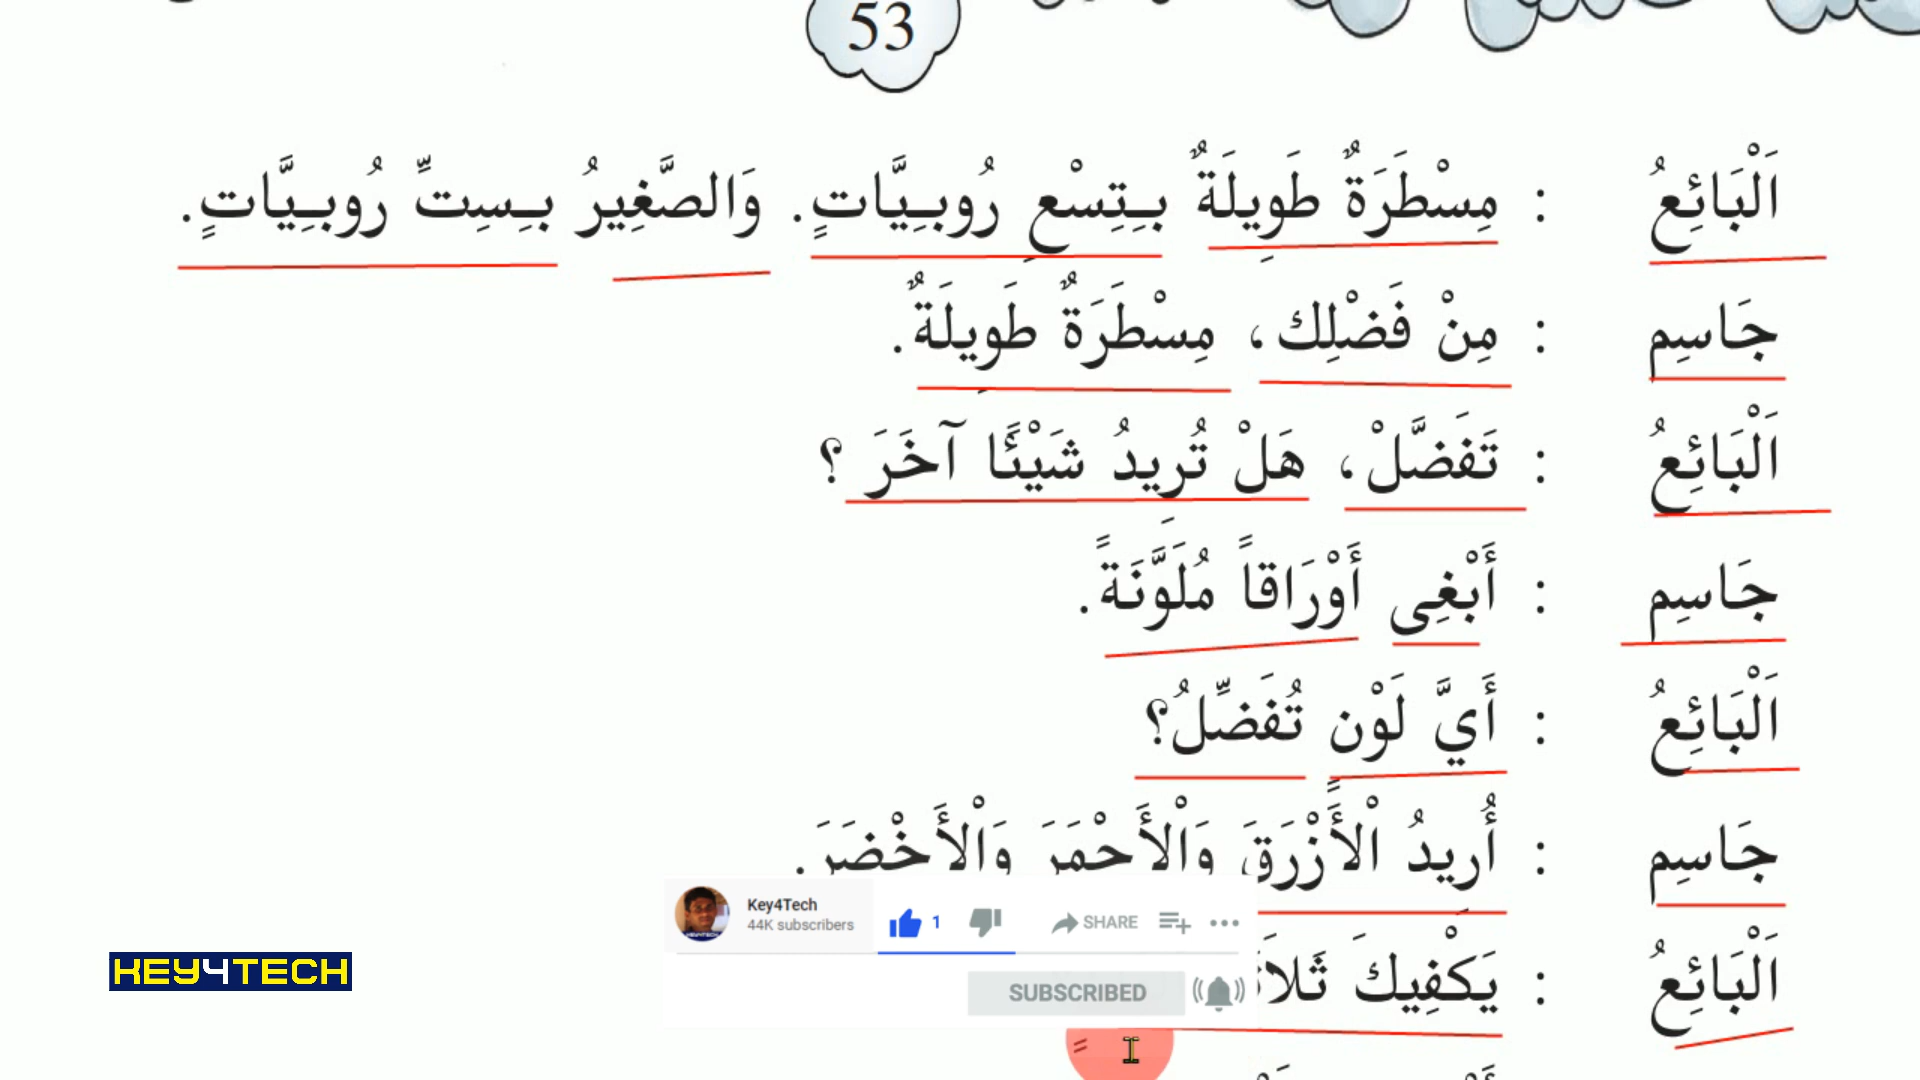 53
اَلْبَائِعُ : مِسْطَرَةٌ طَوِيلَةٌ بِتِسْعِ رُوبِيَّاتٍ. وَالصَّغِيرُ بِسِتِّ رُوبِيَّاتٍ.
جَاسِم : مِنْ فَضْلِك، مِسْطَرَةٌ طَوِيلَةٌ.
اَلْبَائِعُ : تَفَضَّلْ، هَلْ تُرِيدُ شَيْئًا آخَرَ ؟
جَاسِم : أَبْغِى أَوْرَاقاً مُلَوَّنَةً.
اَلْبَائِعُ : أَيَّ لَوْن تُفَضِّلُ؟
جَاسِم : أُرِيدُ الْأَزْرَقَ وَالْأَحْمَرَ وَالْأَخْضَرَ.
اَلْبَائِعُ : يَكْفِيكَ
Key4Tech
44K subscribers
1
SHARE
SUBSCRIBED
KEY4TECH